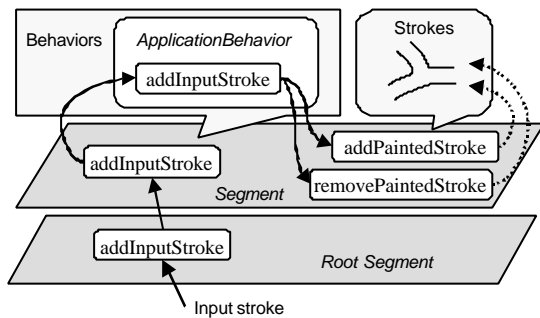 Behaviors
ApplicationBehavior
addInputStroke
Strokes
addInputStroke
addPaintedStroke
removePaintedStroke
Segment
addInputStroke
Root Segment
Input stroke